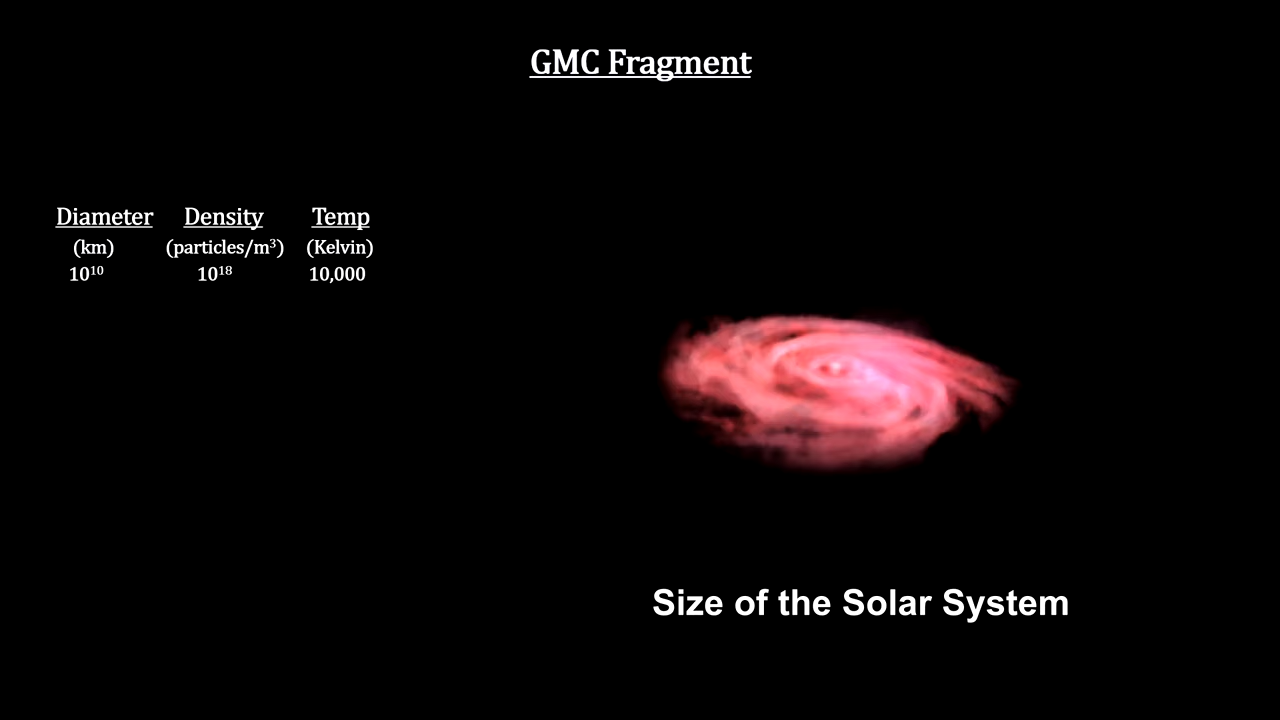 GMC Fragment
Diameter Density Temp
(km) (particles/m³) (Kelvin)
10¹⁰ 10¹⁸ 10,000
Size of the Solar System